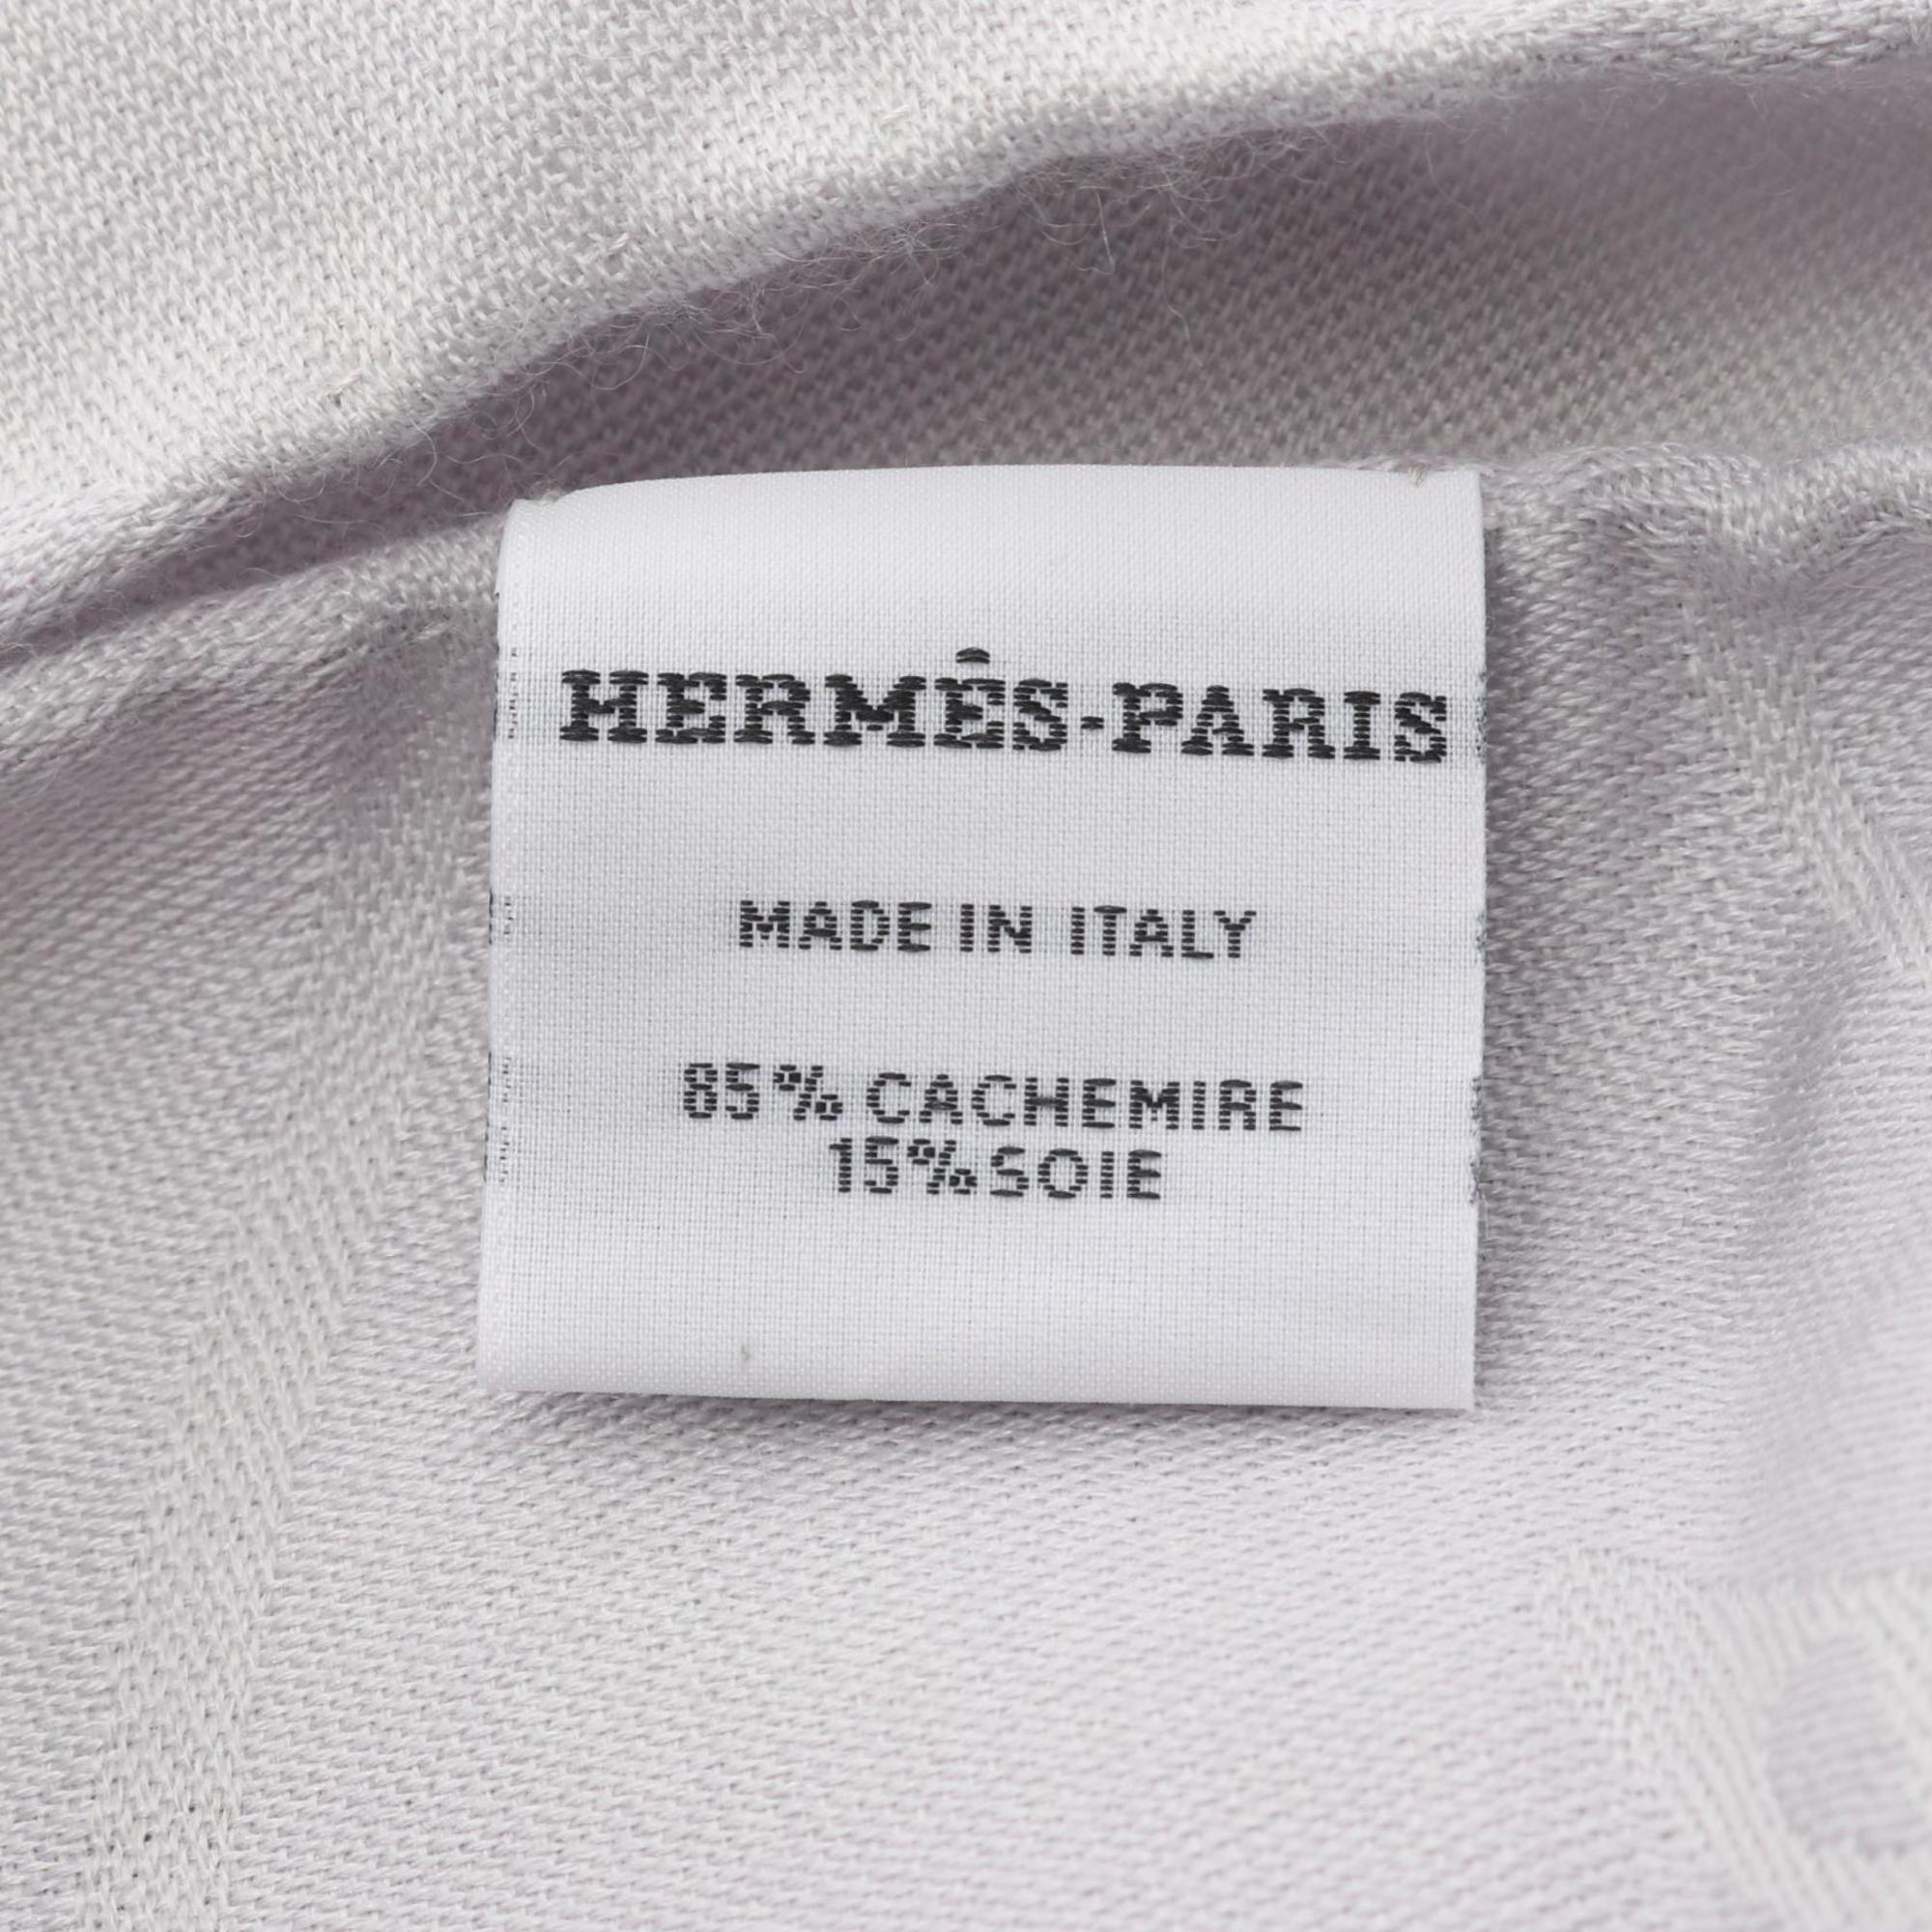 HERMÈS-PARIS
MADE IN ITALY
85% CACHEMIRE
15% SOIE